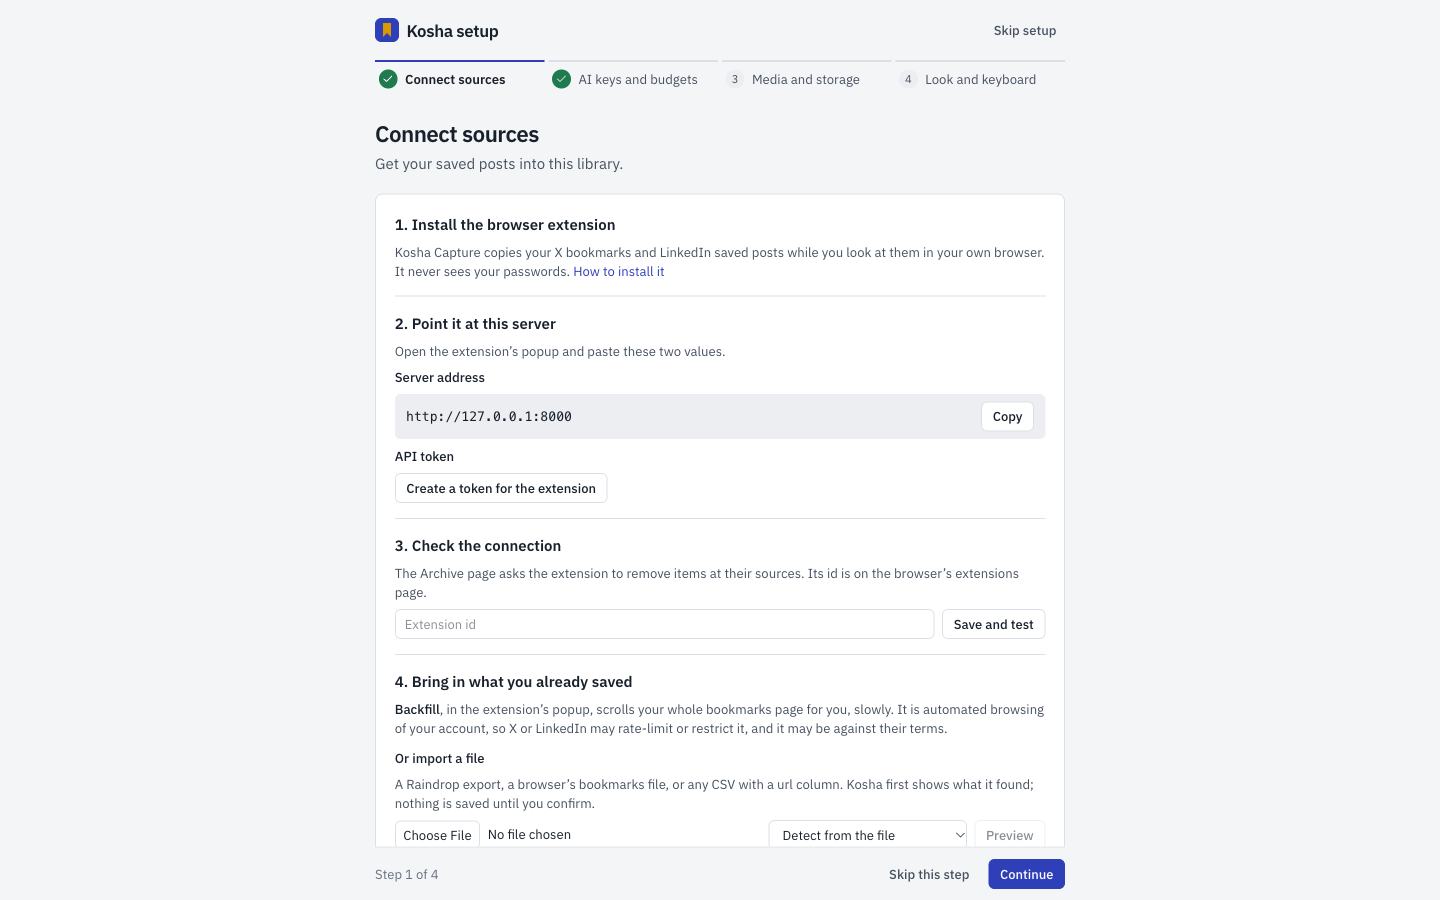 Kosha setup
Skip setup
Connect sources
AI keys and budgets
3 Media and storage
4 Look and keyboard
Connect sources
Get your saved posts into this library.
1. Install the browser extension
Kosha Capture copies your X bookmarks and LinkedIn saved posts while you look at them in your own browser.
It never sees your passwords. How to install it
2. Point it at this server
Open the extension’s popup and paste these two values.
Server address
http://127.0.0.1:8000
Copy
API token
Create a token for the extension
3. Check the connection
The Archive page asks the extension to remove items at their sources. Its id is on the browser’s extensions
page.
Extension id
Save and test
4. Bring in what you already saved
Backfill, in the extension’s popup, scrolls your whole bookmarks page for you, slowly. It is automated browsing
of your account, so X or LinkedIn may rate-limit or restrict it, and it may be against their terms.
Or import a file
A Raindrop export, a browser’s bookmarks file, or any CSV with a url column. Kosha first shows what it found;
nothing is saved until you confirm.
Choose File No file chosen
Detect from the file
Preview
Step 1 of 4
Skip this step
Continue